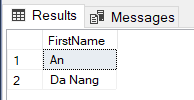 Results Messages
FirstName
1 An
2 Da Nang